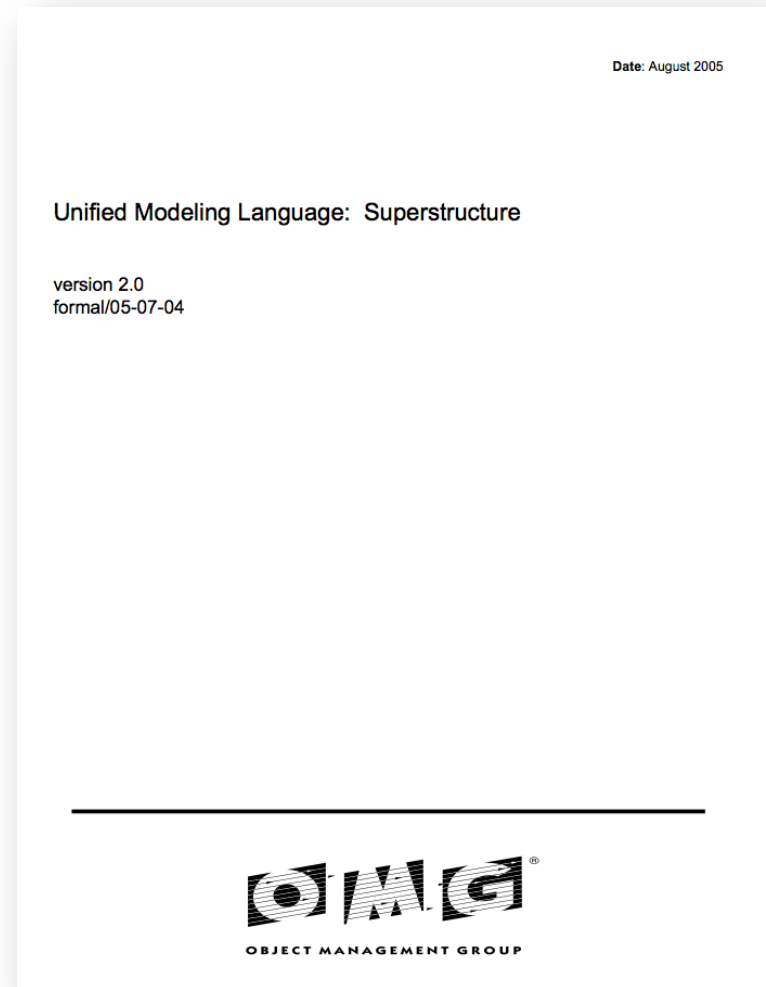 Date: August 2005
Unified Modeling Language: Superstructure
version 2.0
formal/05-07-04
OMG®
OBJECT MANAGEMENT GROUP